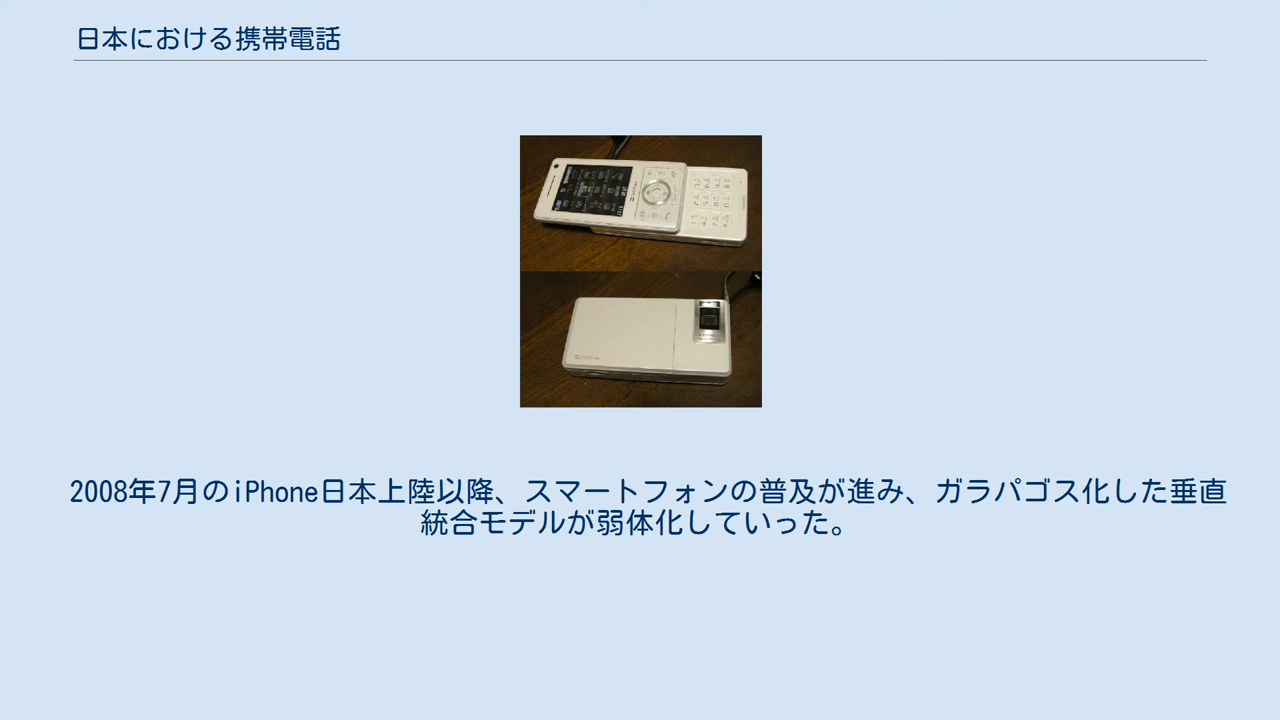 日本における携帯電話
2008年7月のiPhone日本上陸以降、スマートフォンの普及が進み、ガラパゴス化した垂直
統合モデルが弱体化していった。